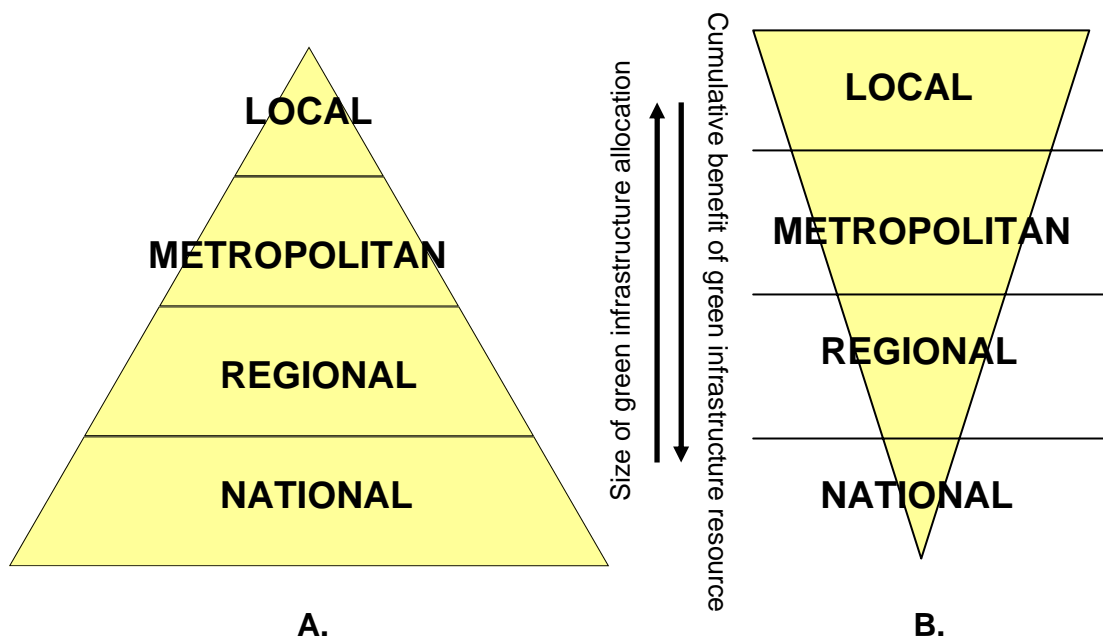 LOCAL
METROPOLITAN
REGIONAL
NATIONAL
A.
Size of green infrastructure allocation
Cumulative benefit of green infrastructure resource
LOCAL
METROPOLITAN
REGIONAL
NATIONAL
B.